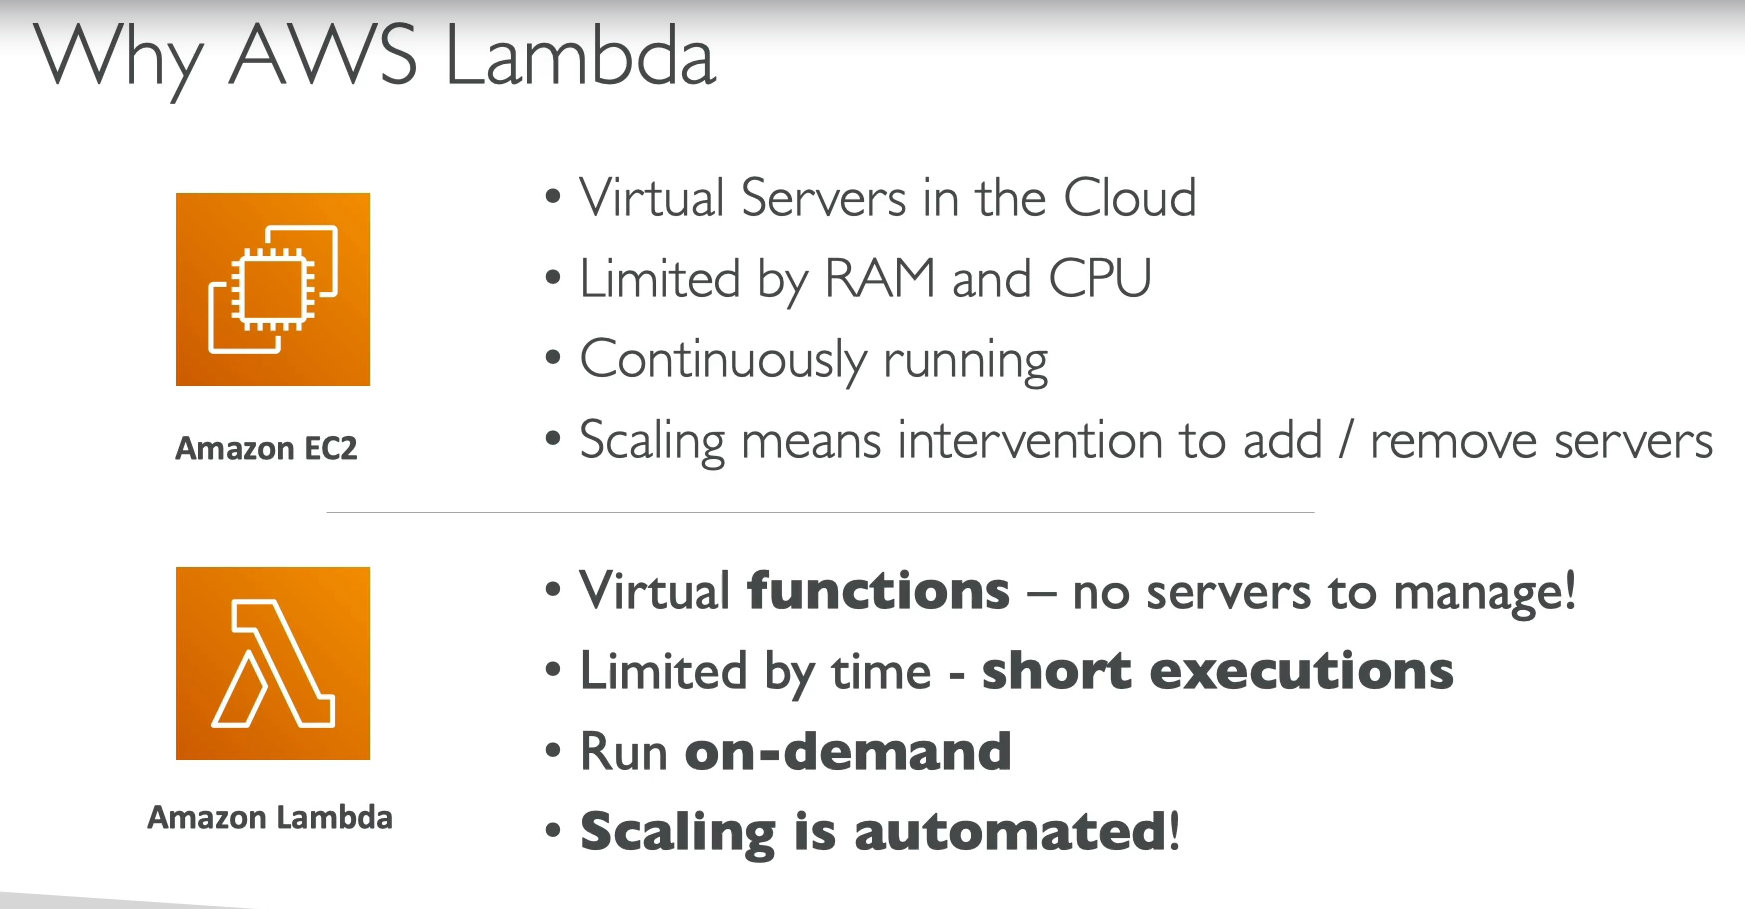 Why AWS Lambda
• Virtual Servers in the Cloud
• Limited by RAM and CPU
• Continuously running
• Scaling means intervention to add / remove servers
Amazon EC2
• Virtual functions – no servers to manage!
• Limited by time - short executions
• Run on-demand
• Scaling is automated!
Amazon Lambda